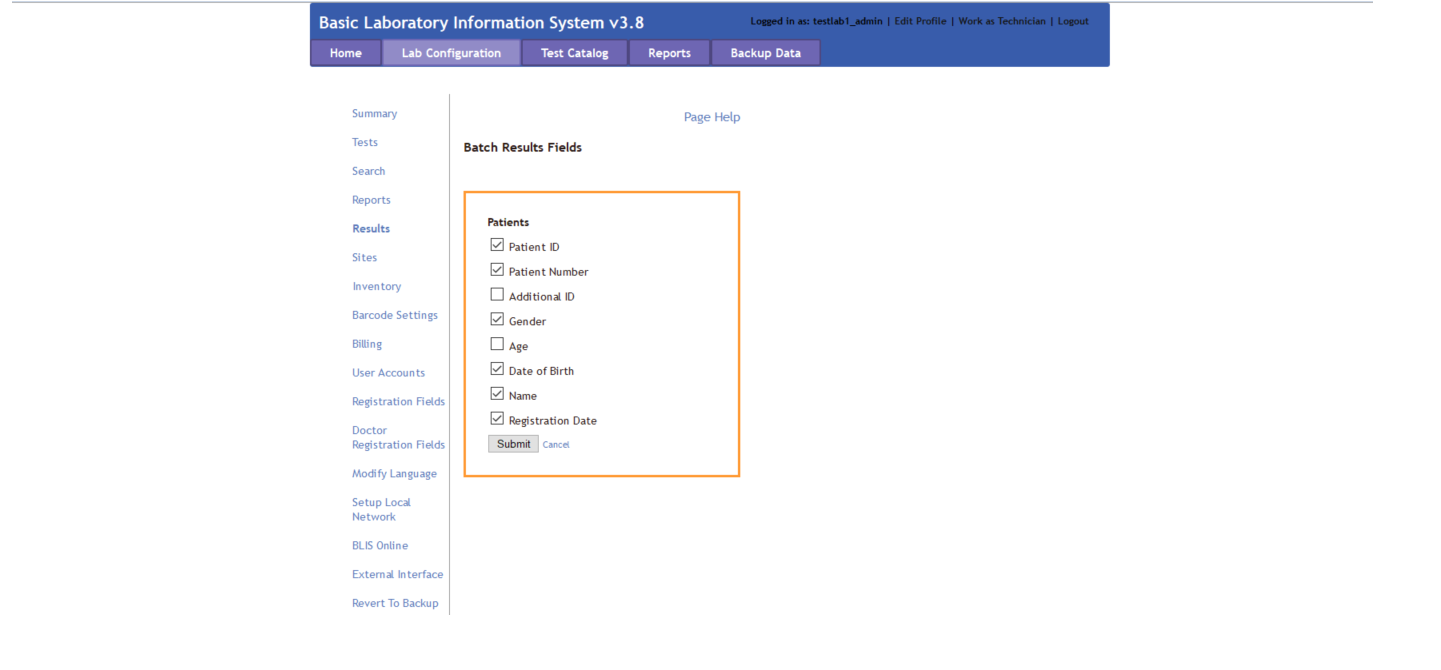 Basic Laboratory Information System v3.8
Logged in as: testlab1_admin | Edit Profile | Work as Technician | Logout
Home Lab Configuration Test Catalog Reports Backup Data
Summary
Tests
Search
Reports
Results
Sites
Inventory
Barcode Settings
Billing
User Accounts
Registration Fields
Doctor
Registration Fields
Modify Language
Setup Local
Network
BLIS Online
External Interface
Revert To Backup
Page Help
Batch Results Fields
Patients
Patient ID
Patient Number
Additional ID
Gender
Age
Date of Birth
Name
Registration Date
Submit Cancel